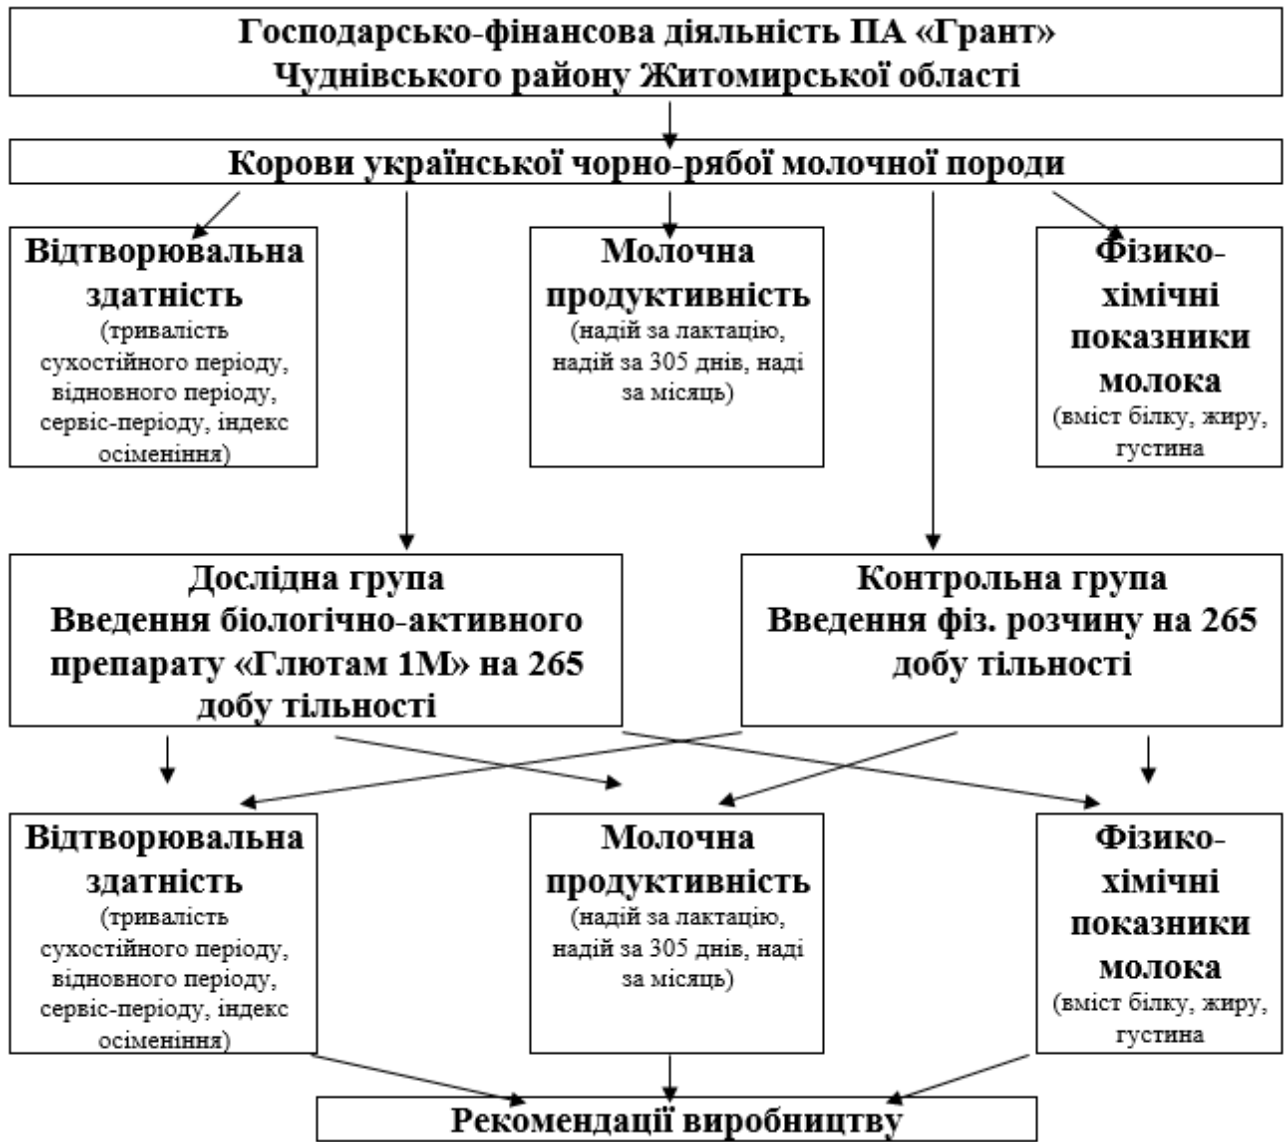 Господарсько-фінансова діяльність ПА «Грант»
Чуднівського району Житомирської області
Корови української чорно-рябої молочної породи
Відтворювальна
здатність
(тривалість
сухостійного періоду,
відновного періоду,
сервіс-періоду, індекс
осіменіння)
Молочна
продуктивність
(надій за лактацію,
надій за 305 днів, наді
за місяць)
Фізико-
хімічні
показники
молока
(вміст білку, жиру,
густина
Дослідна група
Введення біологічно-активного
препарату «Глютам 1М» на 265
добу тільності
Контрольна група
Введення фіз. розчину на 265
добу тільності
Відтворювальна
здатність
(тривалість
сухостійного періоду,
відновного періоду,
сервіс-періоду, індекс
осіменіння)
Молочна
продуктивність
(надій за лактацію,
надій за 305 днів, наді
за місяць)
Фізико-
хімічні
показники
молока
(вміст білку, жиру,
густина
Рекомендації виробництву